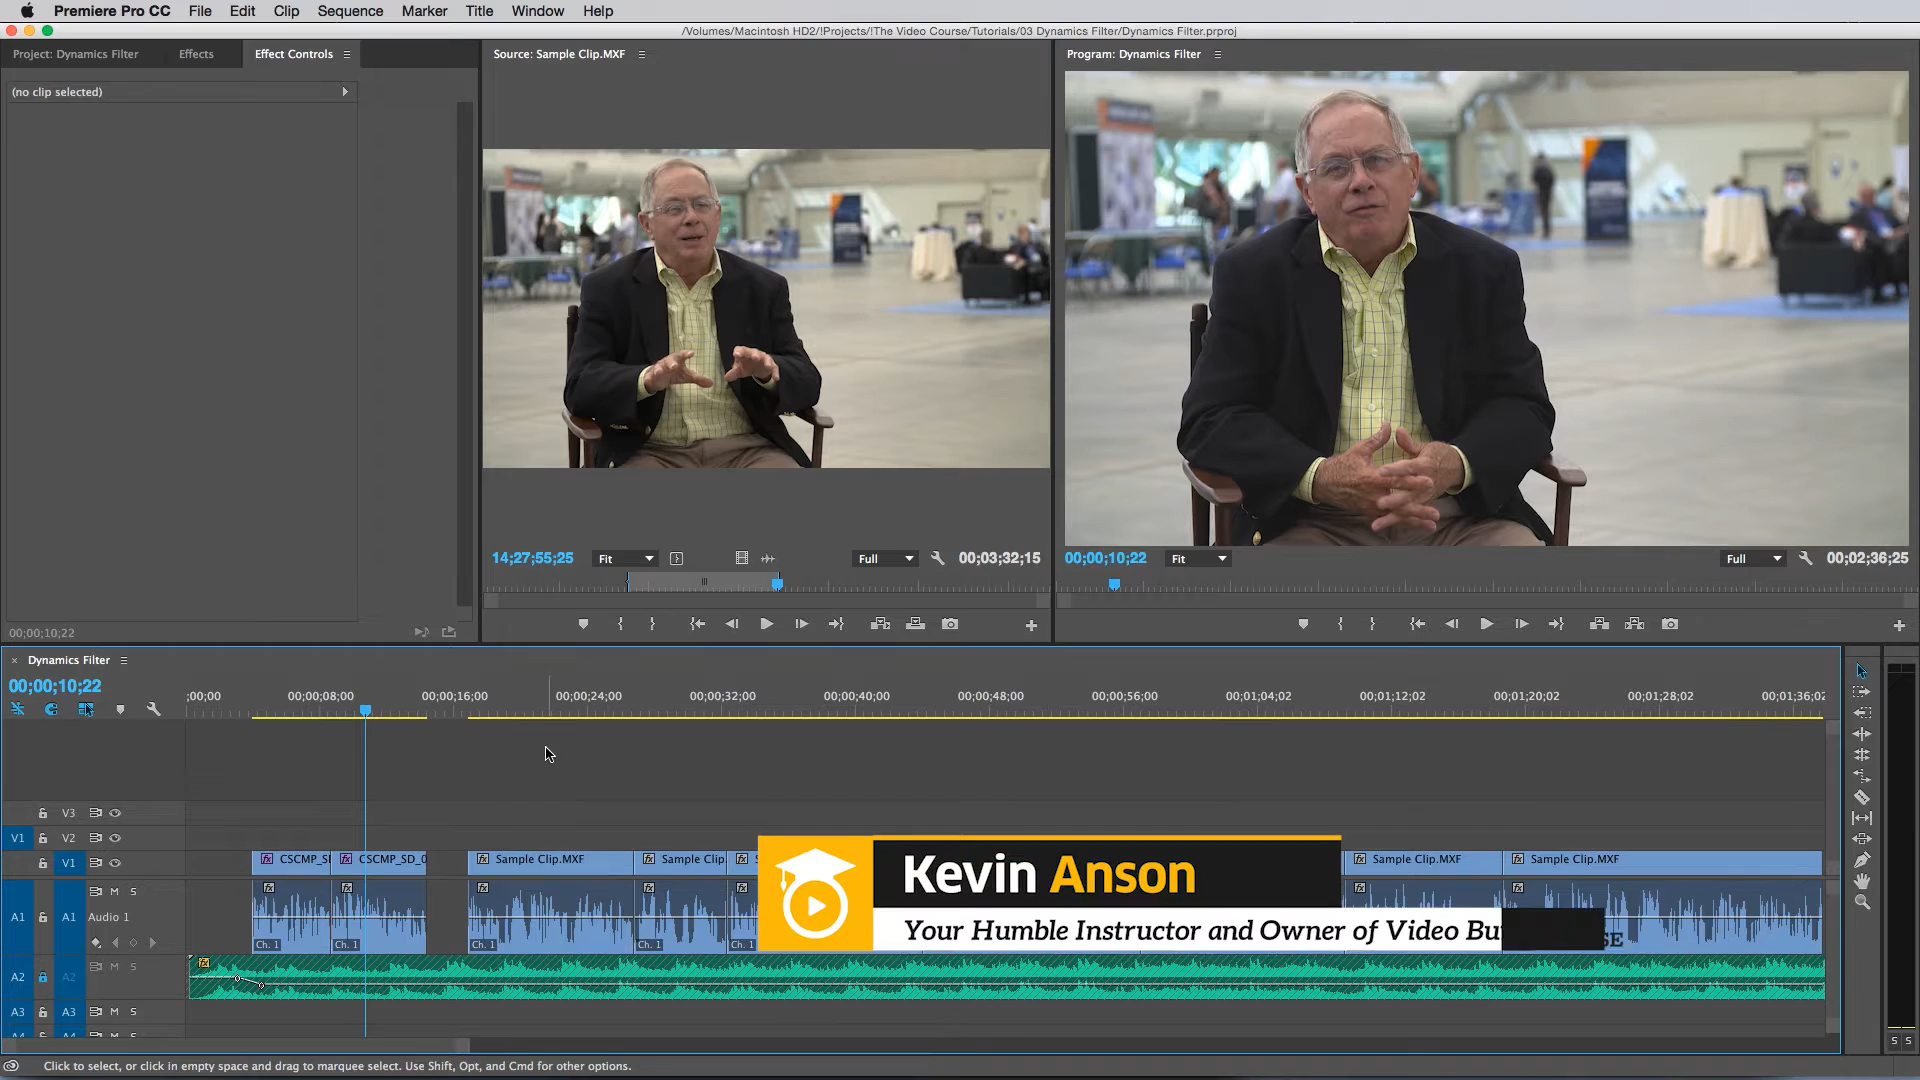 Premiere Pro CC File Edit Clip Sequence Marker Title Window Help
/Volumes/Macintosh HD2/!Projects/!The Video Course/Tutorials/03 Dynamics Filter/Dynamics Filter.prproj
Project: Dynamics Filter Effects Effect Controls
(no clip selected)
00;00;10;22
Source: Sample Clip.MXF
14;27;55;25 Fit Full 00;03;32;15
Program: Dynamics Filter
00;00;10;22 Fit Full 00;02;36;25
Dynamics Filter
00;00;10;22
;00;00 00;00;08;00 00;00;16;00 00;00;24;00 00;00;32;00 00;00;40;00 00;00;48;00 00;00;56;00 00;01;04;02 00;01;12;02 00;01;20;02 00;01;28;02 00;01;36;02
V3
V1 V2
V1 CSCMP_SI CSCMP_SD_0 Sample Clip.MXF Sample Clip. Sample Clip.MXF Sample Clip.MXF
M S
A1 A1 Audio 1
Ch. 1 Ch. 1 Ch. 1 Ch. 1 Ch. 1
M S
A2 A2
A3 A3 M S
Kevin Anson
Your Humble Instructor and Owner of Video Bu
SE
S S
Click to select, or click in empty space and drag to marquee select. Use Shift, Opt, and Cmd for other options.